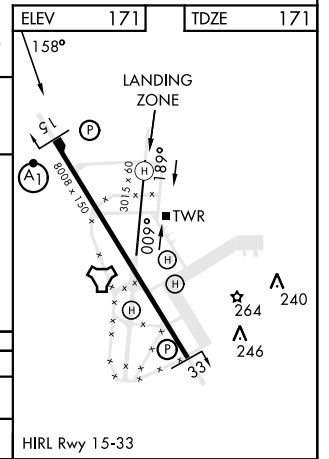 ELEV 171
TDZE 171
158°
LANDING
ZONE
15
P
A1
8008 x 150
3015 x 60
H
189°
009°
TWR
H
H
H
264
240
246
P
33
HIRL Rwy 15-33